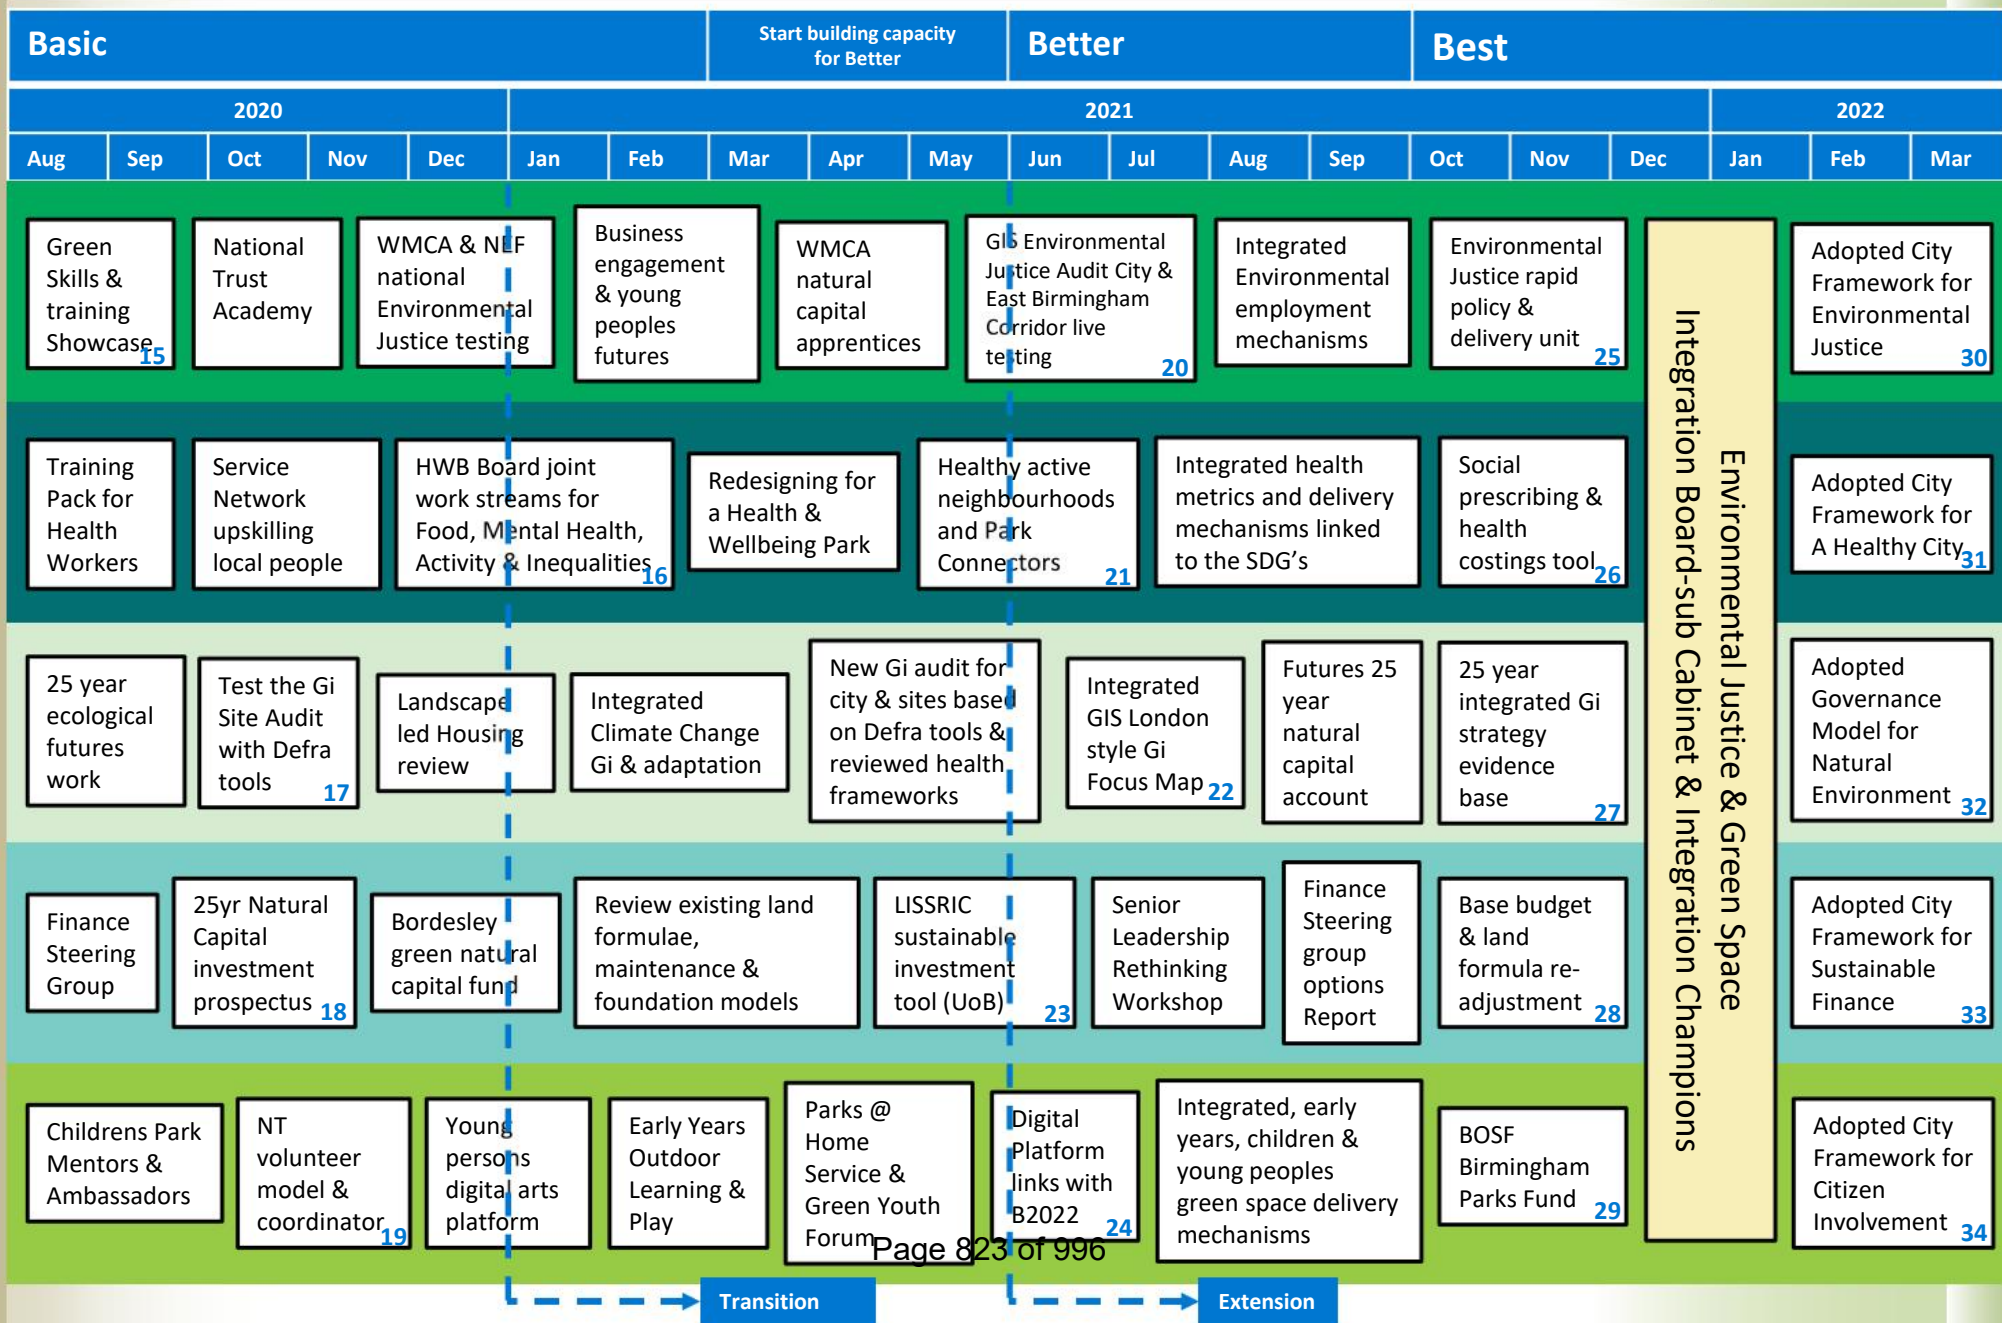 Basic
Start building capacity
for Better
Better
Best
2020
2021
2022
Aug
Sep
Oct
Nov
Dec
Jan
Feb
Mar
Apr
May
Jun
Jul
Aug
Sep
Oct
Nov
Dec
Jan
Feb
Mar
Green
Skills &
training
Showcase
15
National
Trust
Academy
WMCA & NEF
national
Environmental
Justice testing
Business
engagement
& young
peoples
futures
WMCA
natural
capital
apprentices
GIS Environmental
Justice Audit City &
East Birmingham
Corridor live
testing
20
Integrated
Environmental
employment
mechanisms
Environmental
Justice rapid
policy &
delivery unit
25
Adopted City
Framework for
Environmental
Justice
30
Training
Pack for
Health
Workers
Service
Network
upskilling
local people
HWB Board joint
work streams for
Food, Mental Health,
Activity & Inequalities
16
Redesigning for
a Health &
Wellbeing Park
Healthy active
neighbourhoods
and Park
Connectors
21
Integrated health
metrics and delivery
mechanisms linked
to the SDG’s
Social
prescribing &
health
costings tool
26
Adopted City
Framework for
A Healthy City
31
25 year
ecological
futures
work
Test the Gi
Site Audit
with Defra
tools
17
Landscape
led Housing
review
Integrated
Climate Change
Gi & adaptation
New Gi audit for
city & sites based
on Defra tools &
reviewed health
frameworks
Integrated
GIS London
style Gi
Focus Map
22
Futures 25
year
natural
capital
account
25 year
integrated Gi
strategy
evidence
base
27
Adopted
Governance
Model for
Natural
Environment
32
Finance
Steering
Group
25yr Natural
Capital
investment
prospectus
18
Bordesley
green natural
capital fund
Review existing land
formulae,
maintenance &
foundation models
LISSRIC
sustainable
investment
tool (UoB)
23
Senior
Leadership
Rethinking
Workshop
Finance
Steering
group
options
Report
Base budget
& land
formula re-
adjustment
28
Adopted City
Framework for
Sustainable
Finance
33
Childrens Park
Mentors &
Ambassadors
NT
volunteer
model &
coordinator
19
Young
persons
digital arts
platform
Early Years
Outdoor
Learning &
Play
Parks @
Home
Service &
Green Youth
Forum
Digital
Platform
links with
B2022
24
Integrated, early
years, children &
young peoples
green space delivery
mechanisms
BOSF
Birmingham
Parks Fund
29
Adopted City
Framework for
Citizen
Involvement
34
Environmental Justice & Green Space
Integration Board-sub Cabinet & Integration Champions
Page 823 of 996
Transition
Extension